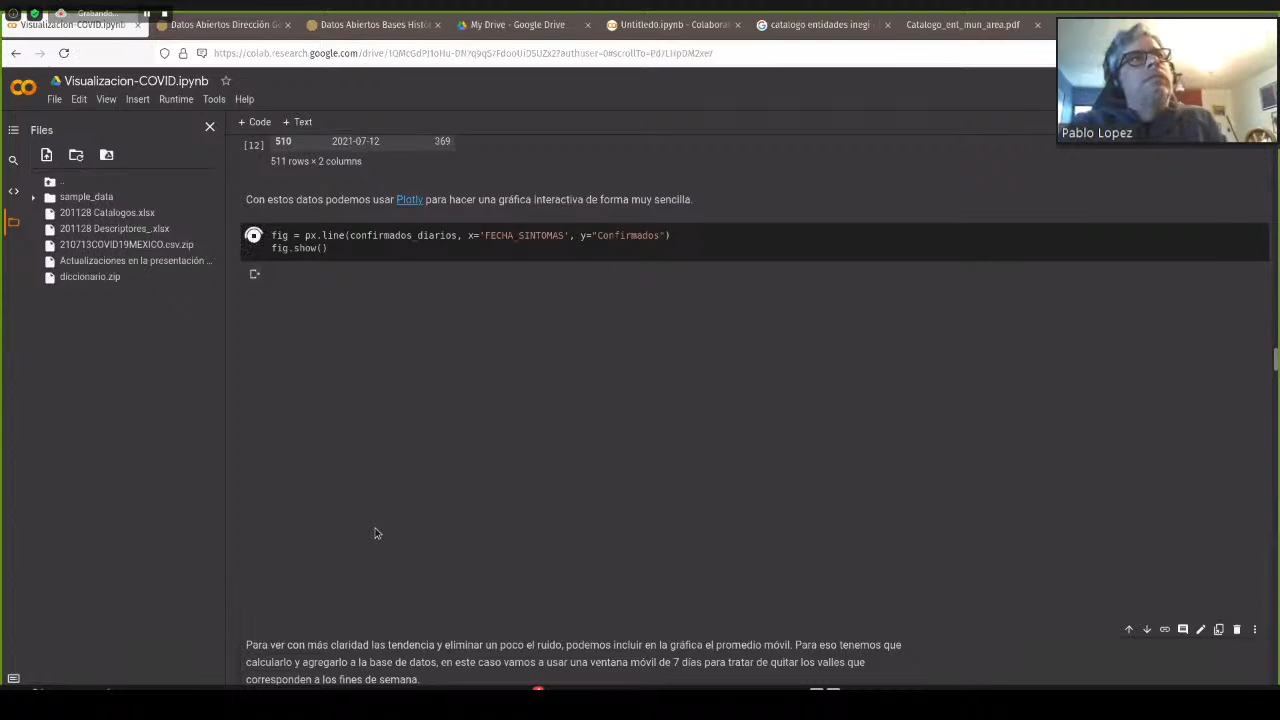 Grabando...
Visualizacion-COVID.ipynb
Datos Abiertos Dirección G
Datos Abiertos Bases Histó
My Drive - Google Drive
Untitled0.ipynb - Colaborat
catalogo entidades inegi
Catalogo_ent_mun_area.pdf
Visualizacion-COVID.ipynb
File Edit View Insert Runtime Tools Help
Pablo Lopez
Files
+ Code + Text
..
sample_data
201128 Catalogos.xlsx
201128 Descriptores_.xlsx
210713COVID19MEXICO.csv.zip
Actualizaciones en la presentación ...
diccionario.zip
[12] 510 2021-07-12 369
511 rows × 2 columns
Con estos datos podemos usar Plotly para hacer una gráfica interactiva de forma muy sencilla.
fig = px.line(confirmados_diarios, x='FECHA_SINTOMAS', y="Confirmados")
fig.show()
Para ver con más claridad las tendencia y eliminar un poco el ruido, podemos incluir en la gráfica el promedio móvil. Para eso tenemos que
calcularlo y agregarlo a la base de datos, en este caso vamos a usar una ventana móvil de 7 días para tratar de quitar los valles que
corresponden a los fines de semana.